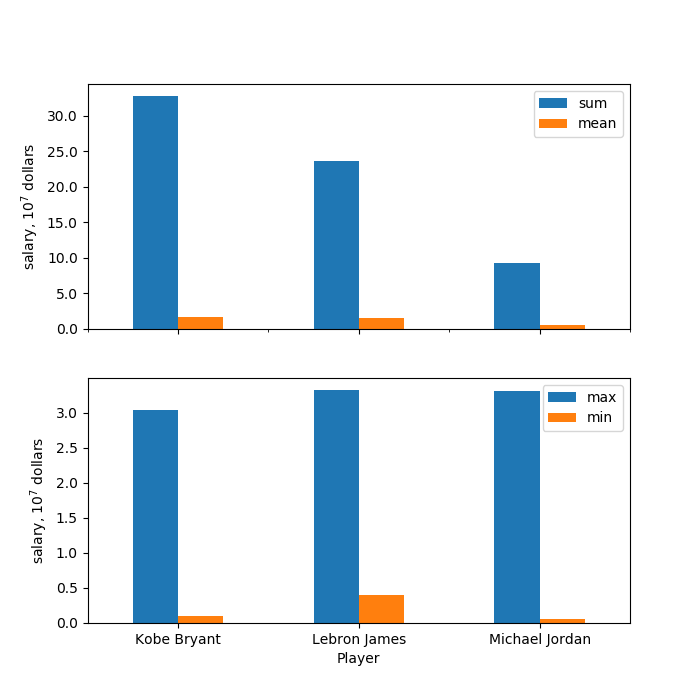 30.0
25.0
20.0
15.0
10.0
5.0
0.0
salary, 10⁷ dollars
sum
mean
3.0
2.5
2.0
1.5
1.0
0.5
0.0
salary, 10⁷ dollars
max
min
Kobe Bryant Lebron James Michael Jordan
Player